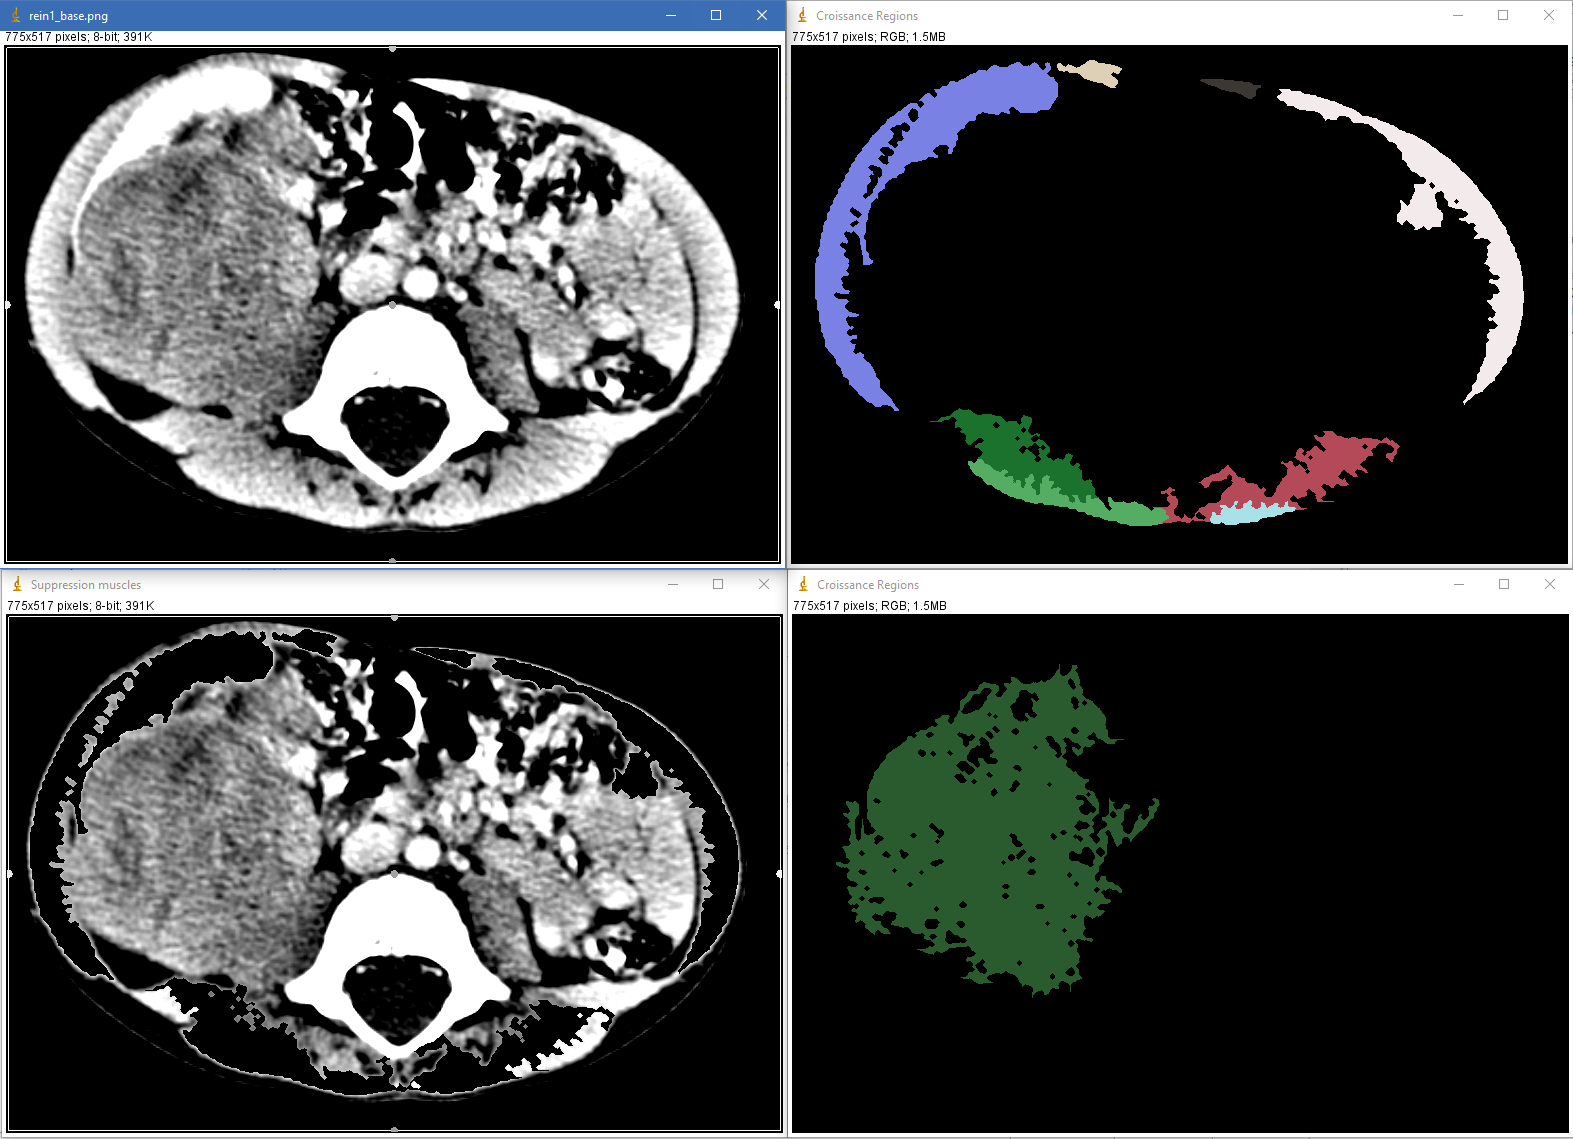 rein1_base.png
775x517 pixels; 8-bit; 391K
Croissance Regions
775x517 pixels; RGB; 1.5MB
Suppression muscles
775x517 pixels; 8-bit; 391K
Croissance Regions
775x517 pixels; RGB; 1.5MB